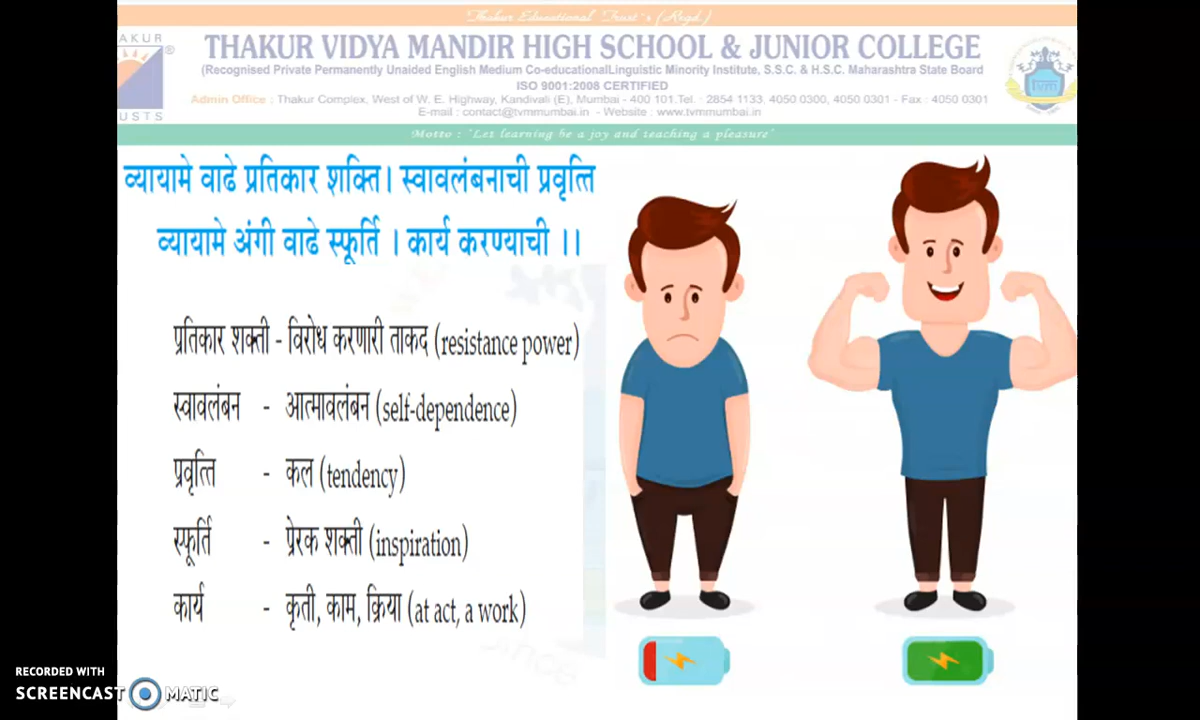 Thakur Educational Trust's (Regd.)
AKUR
®
USTS
THAKUR VIDYA MANDIR HIGH SCHOOL & JUNIOR COLLEGE
(Recognised Private Permanently Unaided English Medium Co-educationalLinguistic Minority Institute, S.S.C. & H.S.C. Maharashtra State Board
ISO 9001:2008 CERTIFIED
Admin Office : Thakur Complex, West of W. E. Highway, Kandivali (E), Mumbai - 400 101.Tel. : 2854 1133, 4050 0300, 4050 0301 - Fax : 4050 0301
E-mail : contact@tvmmumbai.in - Website : www.tvmmumbai.in
tvm
Motto : "Let learning be a joy and teaching a pleasure"
व्यायामे वाढे प्रतिकार शक्ति। स्वावलंबनाची प्रवृत्ति
व्यायामे अंगी वाढे स्फूर्ति । कार्य करण्याची ।।
प्रतिकार शक्ती - विरोध करणारी ताकद (resistance power)
स्वावलंबन - आत्मावलंबन (self-dependence)
प्रवृत्ति - कल (tendency)
स्फूर्ति - प्रेरक शक्ती (inspiration)
कार्य - कृती, काम, क्रिया (at act, a work)
RECORDED WITH
SCREENCAST MATIC